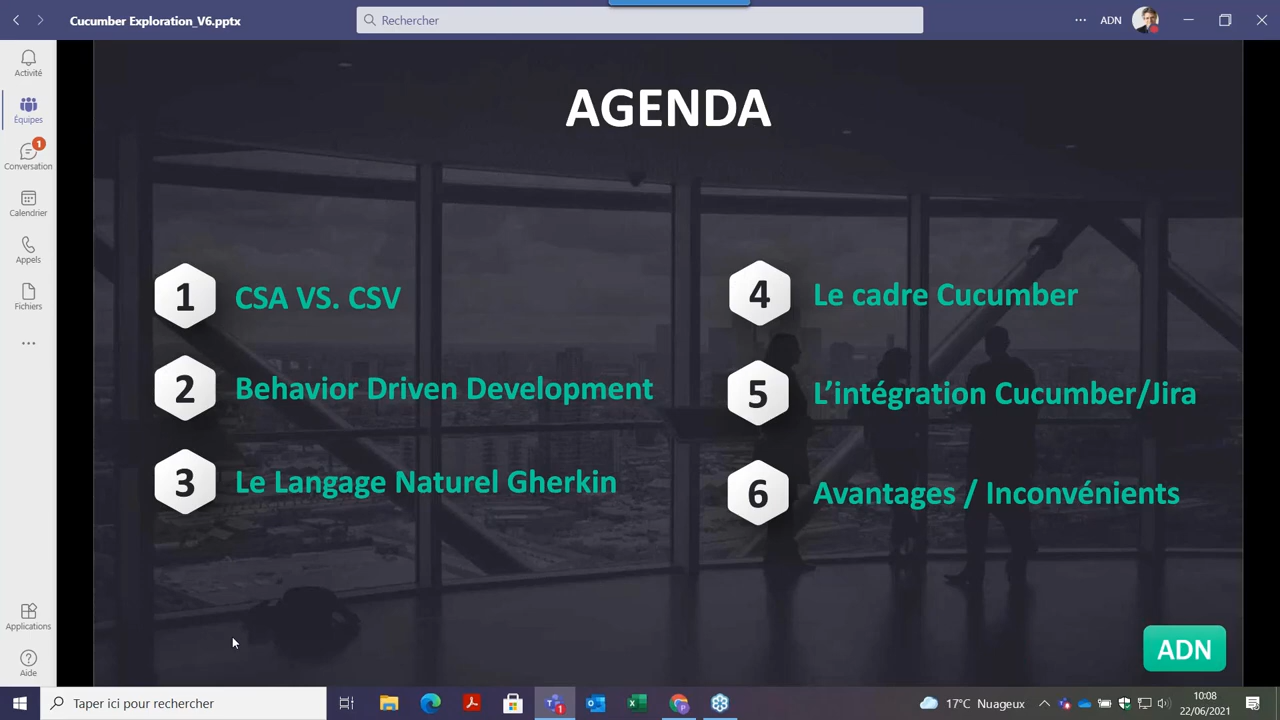 Cucumber Exploration_V6.pptx
Rechercher
ADN
Activité
Équipes
1
Conversation
Calendrier
Appels
Fichiers
Applications
Aide
AGENDA
1 CSA VS. CSV
2 Behavior Driven Development
3 Le Langage Naturel Gherkin
4 Le cadre Cucumber
5 L’intégration Cucumber/Jira
6 Avantages / Inconvénients
ADN
Taper ici pour rechercher
17°C Nuageux
10:08
22/06/2021